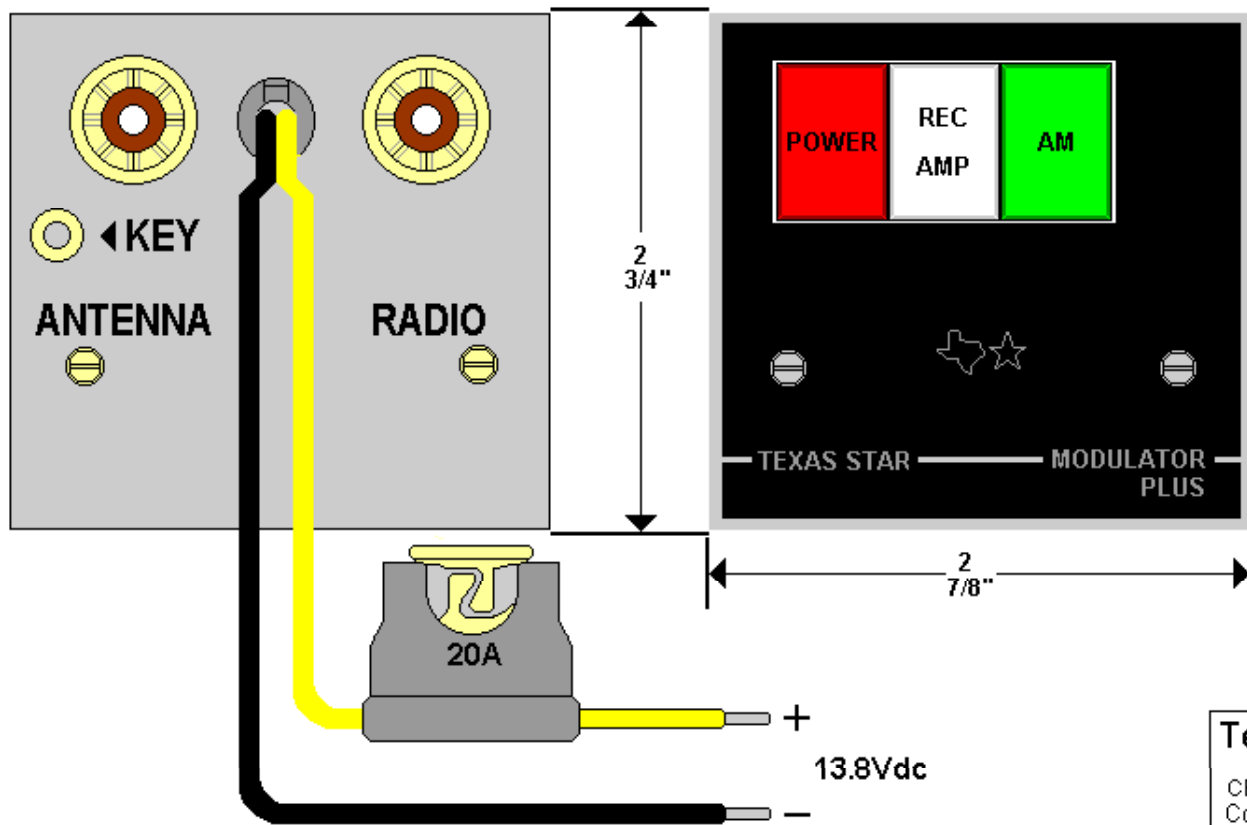 KEY
ANTENNA
RADIO
2
3/4"
POWER
REC
AMP
AM
TEXAS STAR
MODULATOR
PLUS
2
7/8"
20A
+
13.8Vdc
–